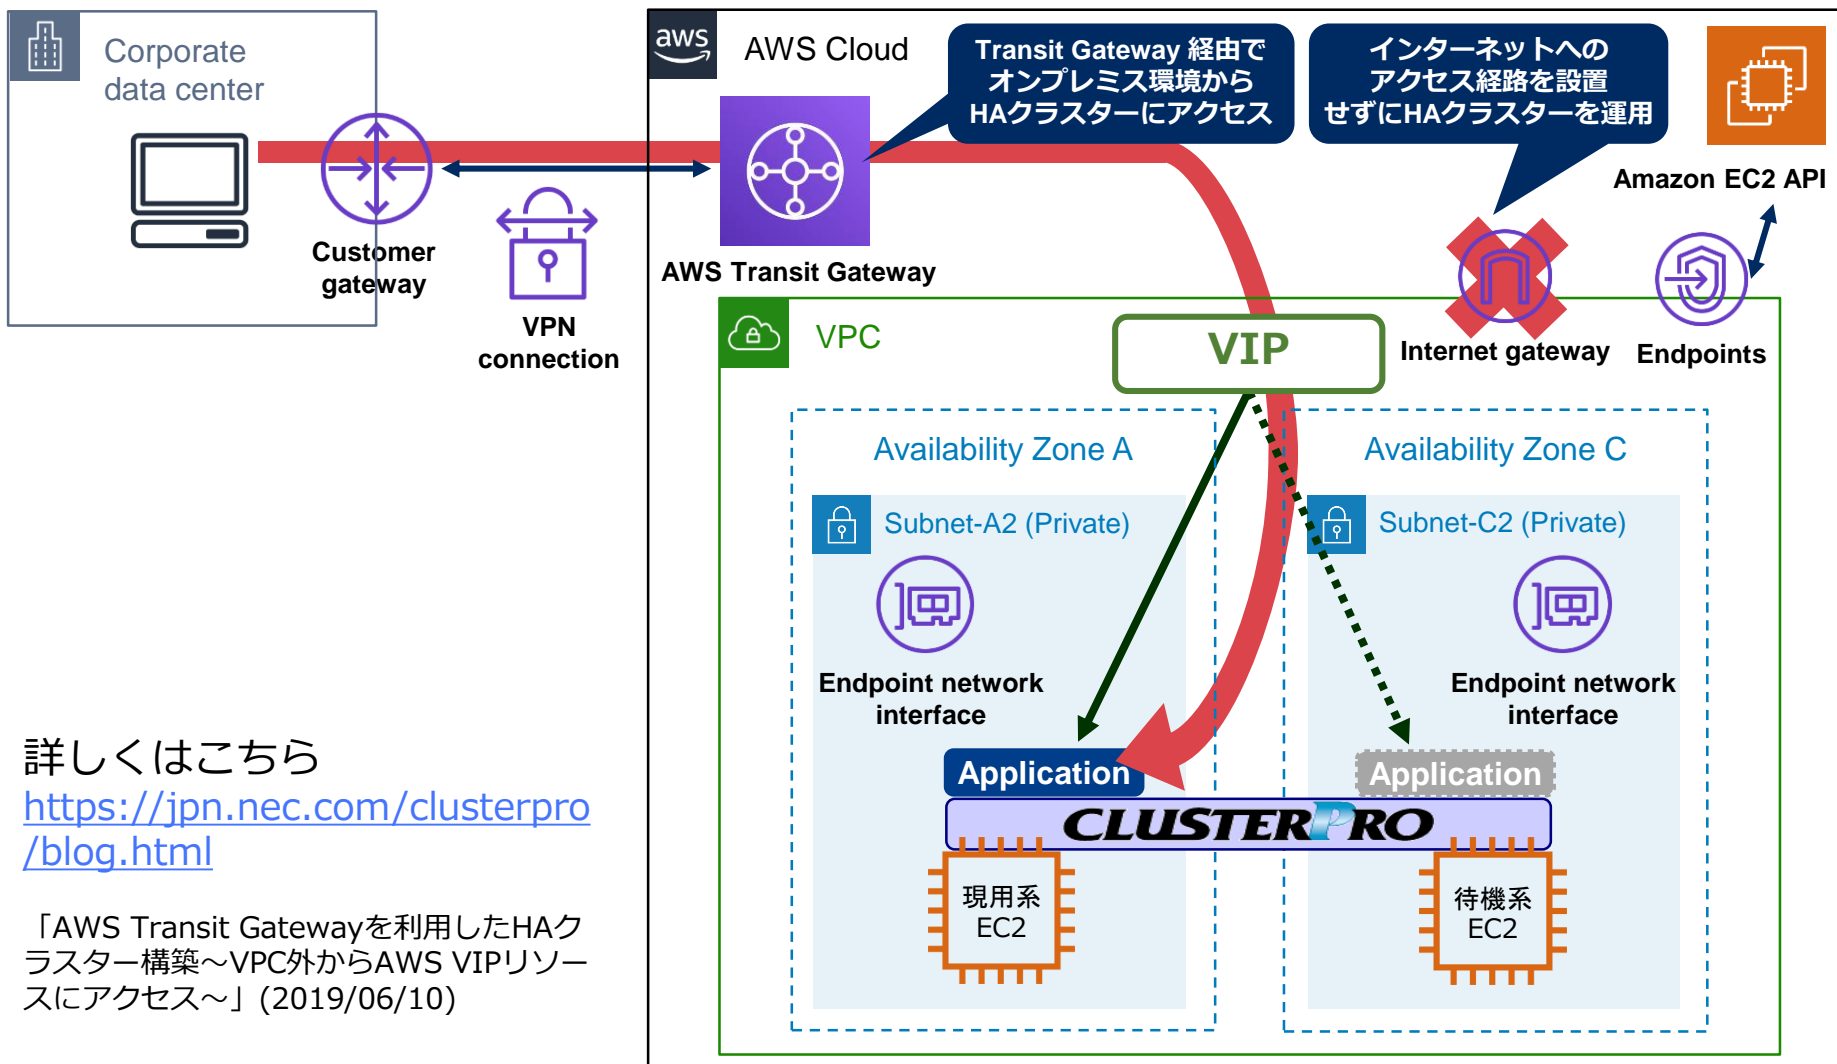 Corporate
data center
Customer
gateway
VPN
connection
aws
AWS Cloud
Transit Gateway 経由で
オンプレミス環境から
HAクラスターにアクセス
インターネットへの
アクセス経路を設置
せずにHAクラスターを運用
Amazon EC2 API
AWS Transit Gateway
VPC
VIP
Internet gateway
Endpoints
Availability Zone A
Availability Zone C
Subnet-A2 (Private)
Subnet-C2 (Private)
Endpoint network
interface
Endpoint network
interface
Application
Application
CLUSTERPRO
現用系
EC2
待機系
EC2
詳しくはこちら
https://jpn.nec.com/clusterpro
/blog.html
「AWS Transit Gatewayを利用したHAク
ラスター構築～VPC外からAWS VIPリソー
スにアクセス～」(2019/06/10)